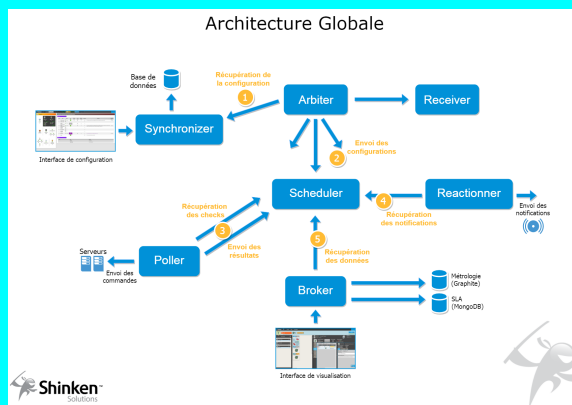 Architecture Globale
Base de
données
Récupération de
la configuration
1
Arbiter
Receiver
Synchronizer
Interface de configuration
2
Envoi des
configurations
Scheduler
Reactionner
Récupération
des checks
3
Envoi des
résultats
4
Récupération
des notifications
Envoi des
notifications
5
Récupération
des données
Serveurs
Poller
Envoi des
commandes
Broker
Métrologie
(Graphite)
SLA
(MongoDB)
Interface de visualisation
Shinken™
Solutions